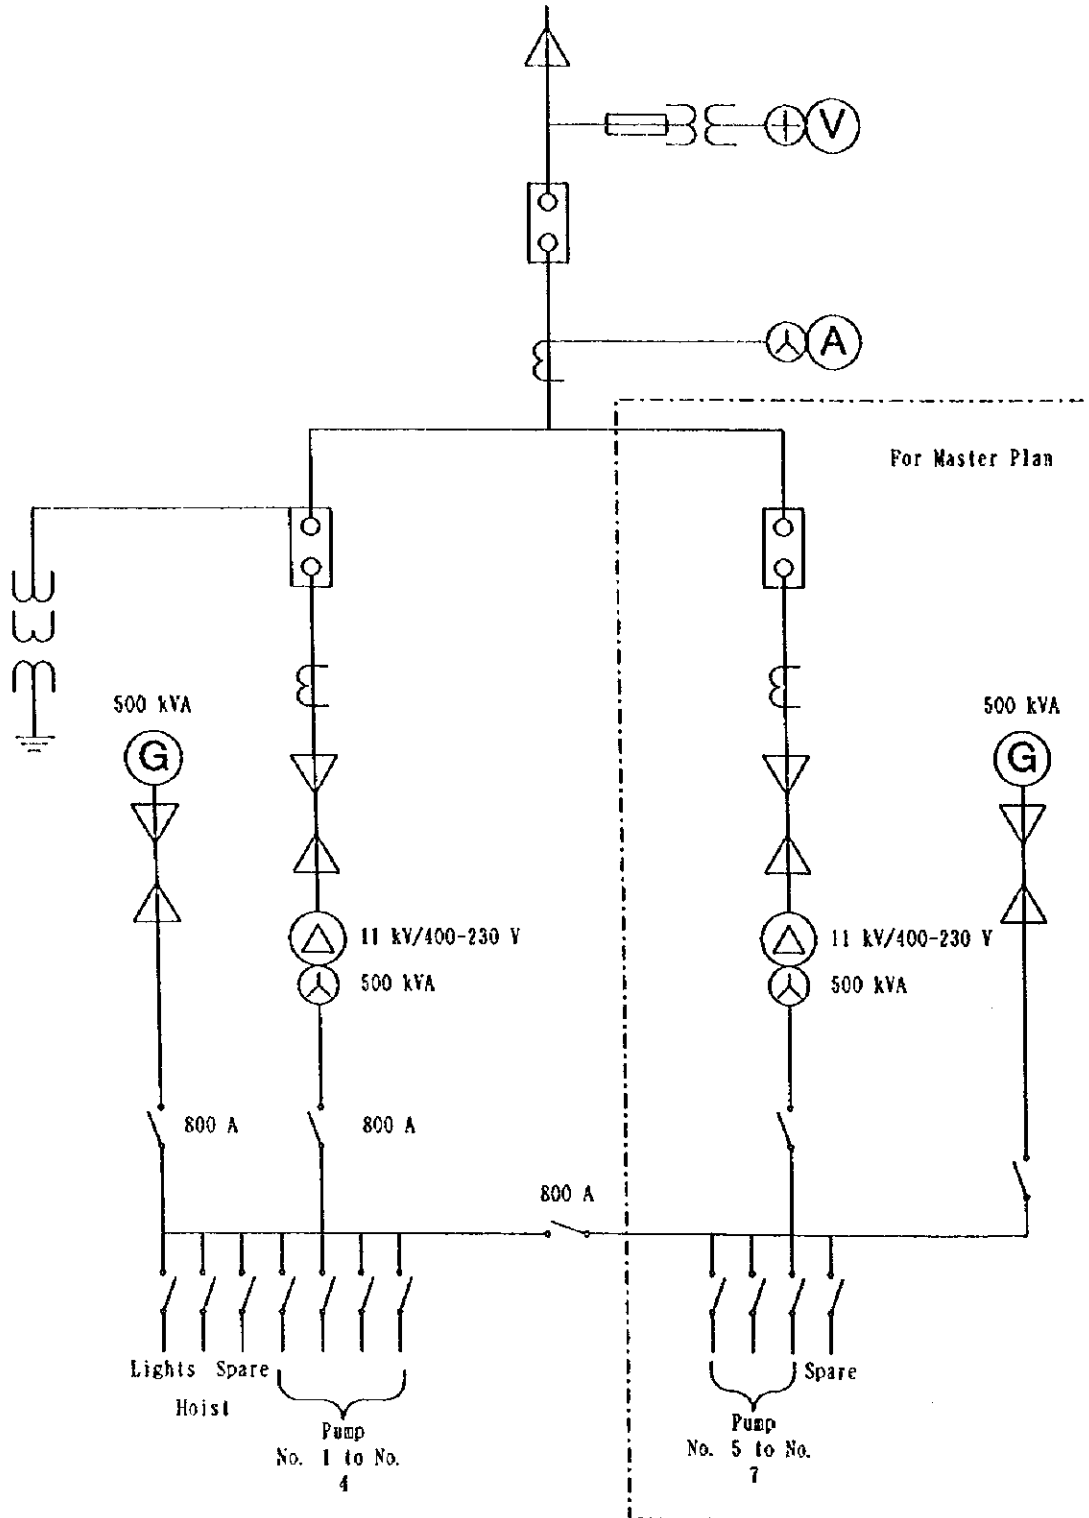 V
A
For Master Plan
500 kVA
500 kVA
G
G
11 kV/400-230 V
11 kV/400-230 V
500 kVA
500 kVA
800 A
800 A
800 A
Lights Spare
Spare
Hoist
Pump
No. 1 to No.
4
Pump
No. 5 to No.
7